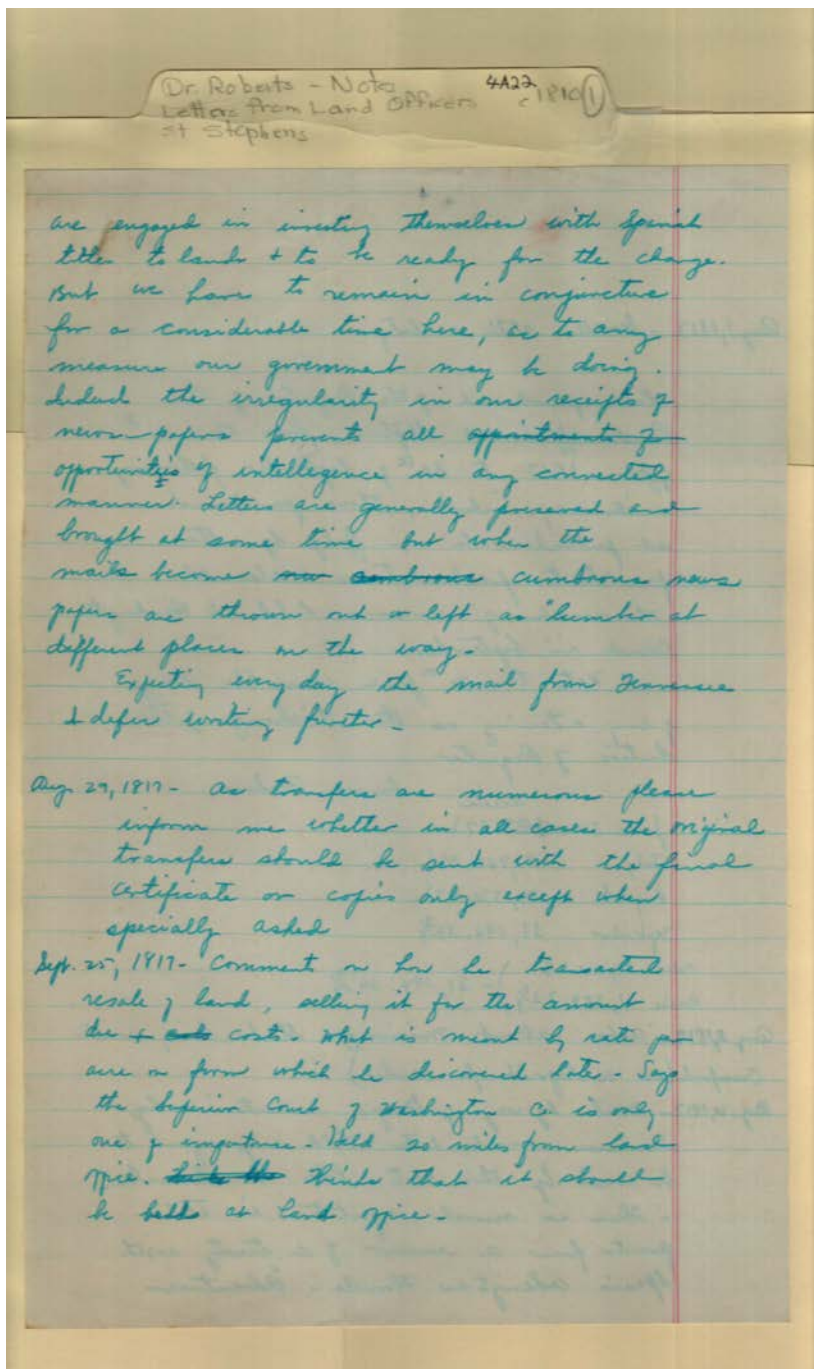 Dr. Roberts - Notes 4A22
Letters from Land Officers c 1810 1
St Stephens
are engaged in investing themselves with Spanish
titles to lands & to be ready for the change.
But we have to remain in conjuncture
for a considerable time here, as to any
measure our government may be doing.
Indeed the irregularity in our receipts of
news-papers prevents all appointments of
opportunities of intellegence in any connected
manner. Letters are generally preserved and
brought at some time but when the
mails become cumbrous cumbrous news
papers are thrown out or left as lumber at
different places on the way.
Expecting every day the mail from Tennessee
I defer writing further -
Aug 29, 1817 - As transfers are numerous please
inform me whether in all cases the original
transfers should be sent with the final
certificate or copies only except when
specially asked
Sept. 25, 1817 - Comment on how he transacted
resale of land, selling it for the amount
due + costs. What is meant by rate per
acre on form which he discovered late - Says
the Superior Court of Washington Co is only
one of importance - Held 20 miles from land
office. Thinks that it should
be held at land office -